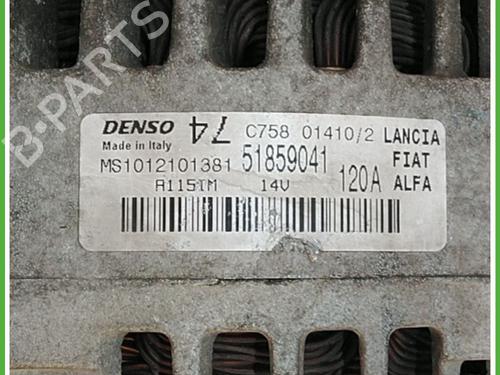 B-PARTS
DENSO 74 C758 01410/2 LANCIA
Made in Italy
MS1012101381 51859041 FIAT
A115IM 14V 120A ALFA